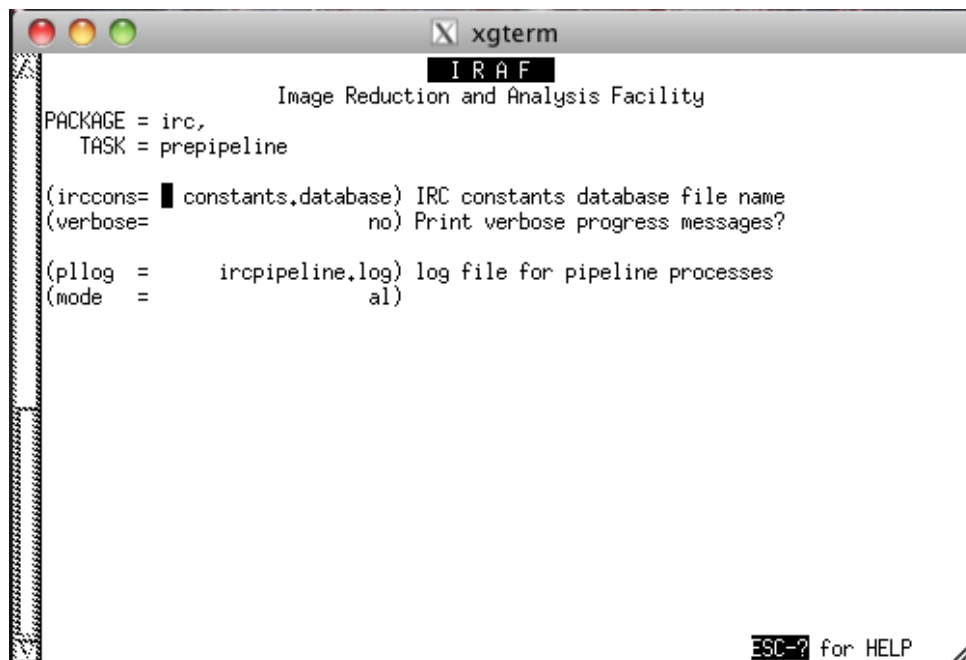 xgterm
I R A F
Image Reduction and Analysis Facility
PACKAGE = irc,
TASK = prepipeline
(irccons= constants.database) IRC constants database file name
(verbose= no) Print verbose progress messages?
(pllog = ircpipeline.log) log file for pipeline processes
(mode = al)
ESC-? for HELP